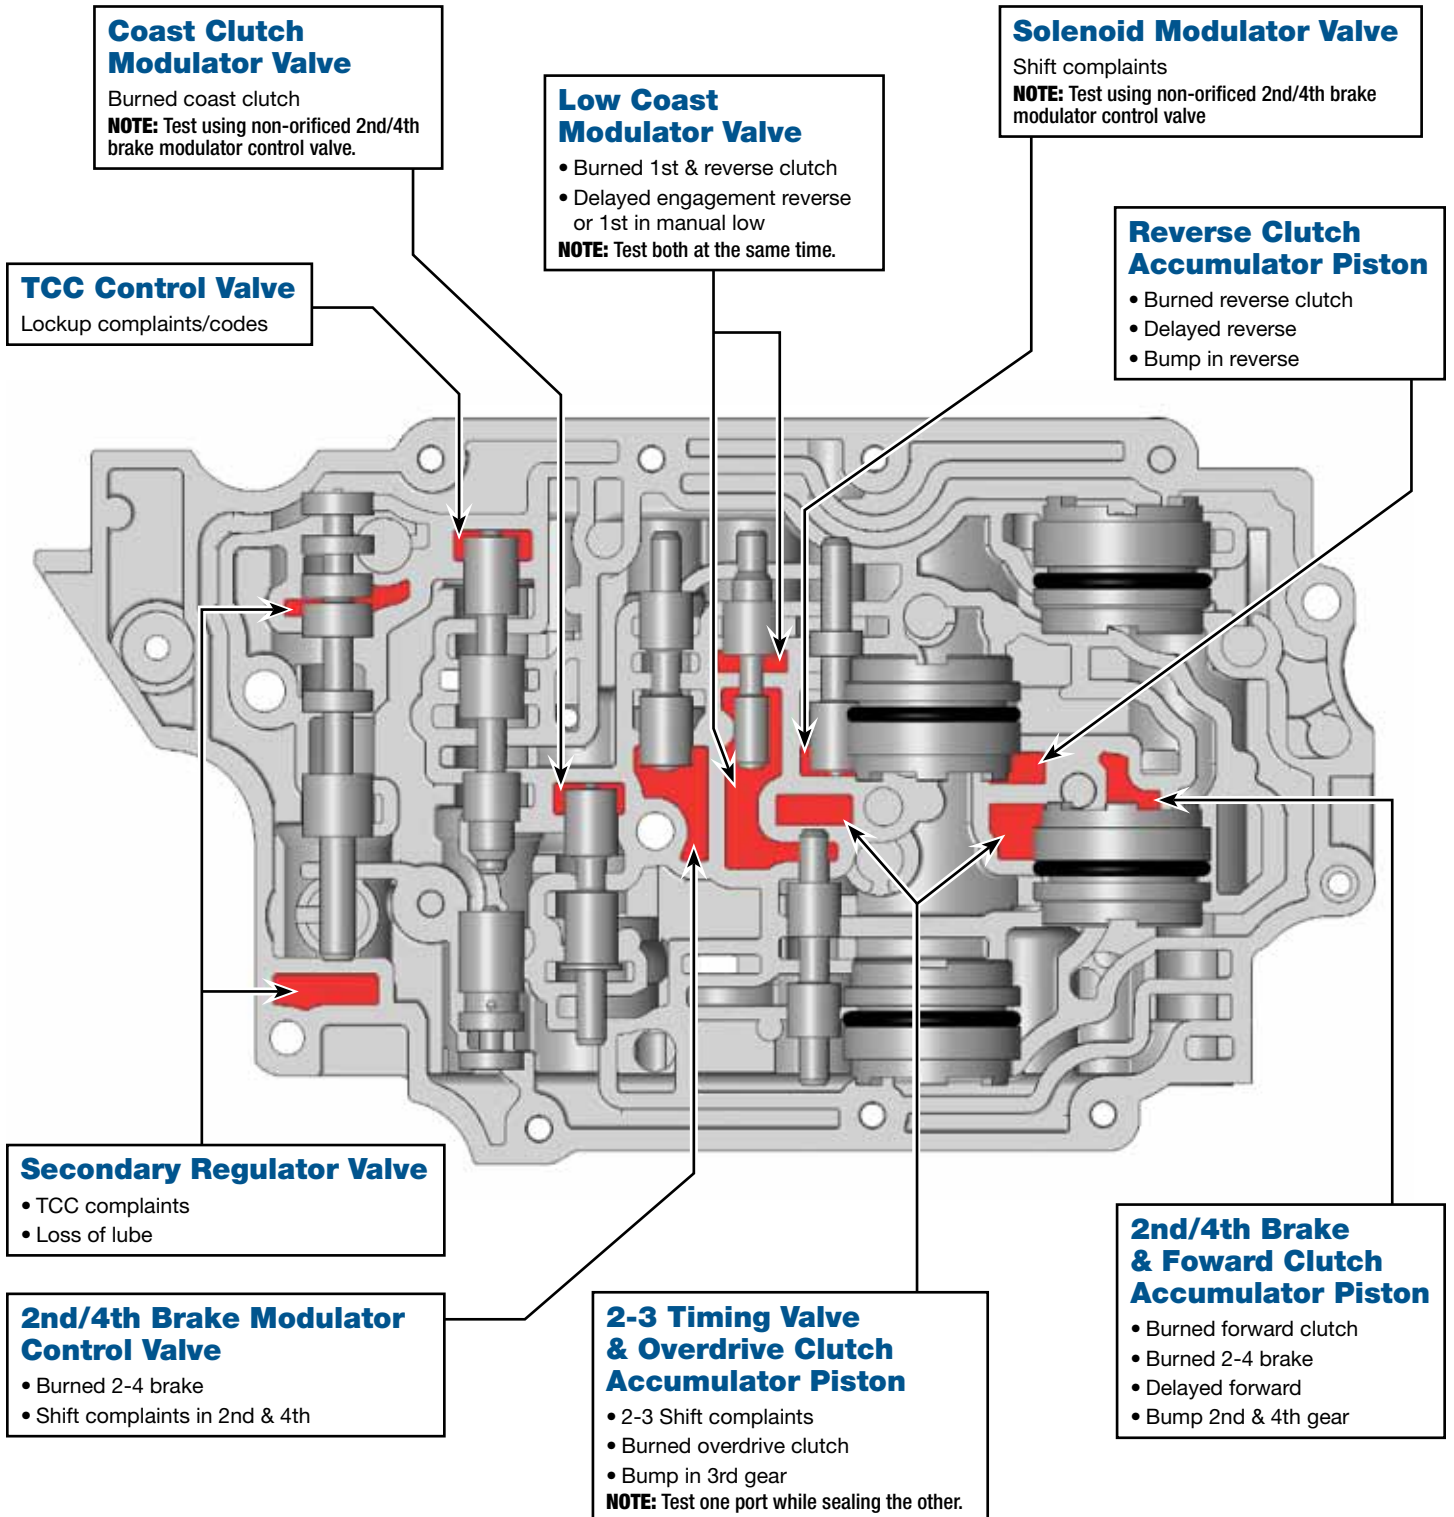 Coast Clutch
Modulator Valve
Burned coast clutch
NOTE: Test using non-orificed 2nd/4th
brake modulator control valve.
Low Coast
Modulator Valve
• Burned 1st & reverse clutch
• Delayed engagement reverse
or 1st in manual low
NOTE: Test both at the same time.
Solenoid Modulator Valve
Shift complaints
NOTE: Test using non-orificed 2nd/4th brake
modulator control valve
TCC Control Valve
Lockup complaints/codes
Reverse Clutch
Accumulator Piston
• Burned reverse clutch
• Delayed reverse
• Bump in reverse
Secondary Regulator Valve
• TCC complaints
• Loss of lube
2nd/4th Brake Modulator
Control Valve
• Burned 2-4 brake
• Shift complaints in 2nd & 4th
2-3 Timing Valve
& Overdrive Clutch
Accumulator Piston
• 2-3 Shift complaints
• Burned overdrive clutch
• Bump in 3rd gear
NOTE: Test one port while sealing the other.
2nd/4th Brake
& Foward Clutch
Accumulator Piston
• Burned forward clutch
• Burned 2-4 brake
• Delayed forward
• Bump 2nd & 4th gear